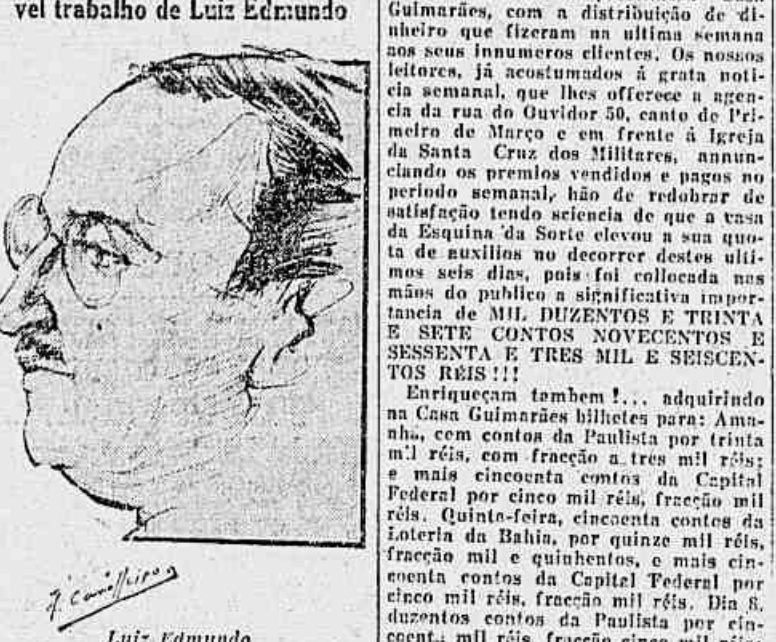 vel trabalho de Luiz Edmundo
Luiz Edmundo
Guimarães, com a distribuição de di-
nheiro que fizeram na ultima semana
aos seus innumeros clientes. Os nossos
leitores, já acostumados á grata noti-
cia semanal, que lhes offerece a agen-
cia da rua do Ouvidor 50, canto de Pri-
meiro de Março e em frente á Igreja
da Santa Cruz dos Militares, annun-
ciando os premios vendidos e pagos no
periodo semanal, hão de redobrar de
satisfação tendo sciencia de que a casa
da Esquina da Sorte elevou a sua quo-
ta de auxilios no decorrer destes ulti-
mos seis dias, pois foi collocada nas
mãos do publico a significativa impor-
tancia de MIL DUZENTOS E TRINTA
E SETE CONTOS NOVECENTOS E
SESSENTA E TRES MIL E SEISCEN-
TOS RÉIS!!!
Enriqueçam tambem!... adquirindo
na Casa Guimarães bilhetes para: Ama-
nhã, cem contos da Paulista por trinta
mil réis, com fracção a tres mil réis;
e mais cincoenta contos da Capital
Federal por cinco mil réis, fracção mil
réis. Quinta-feira, cincoenta contos da
Loteria da Bahia, por quinze mil réis,
fracção mil e quinhentos, e mais cin-
coenta contos da Capital Federal por
cinco mil réis, fracção mil réis. Dia 8,
duzentos contos da Paulista por cin-
coenta mil réis, fracção cinco mil réis